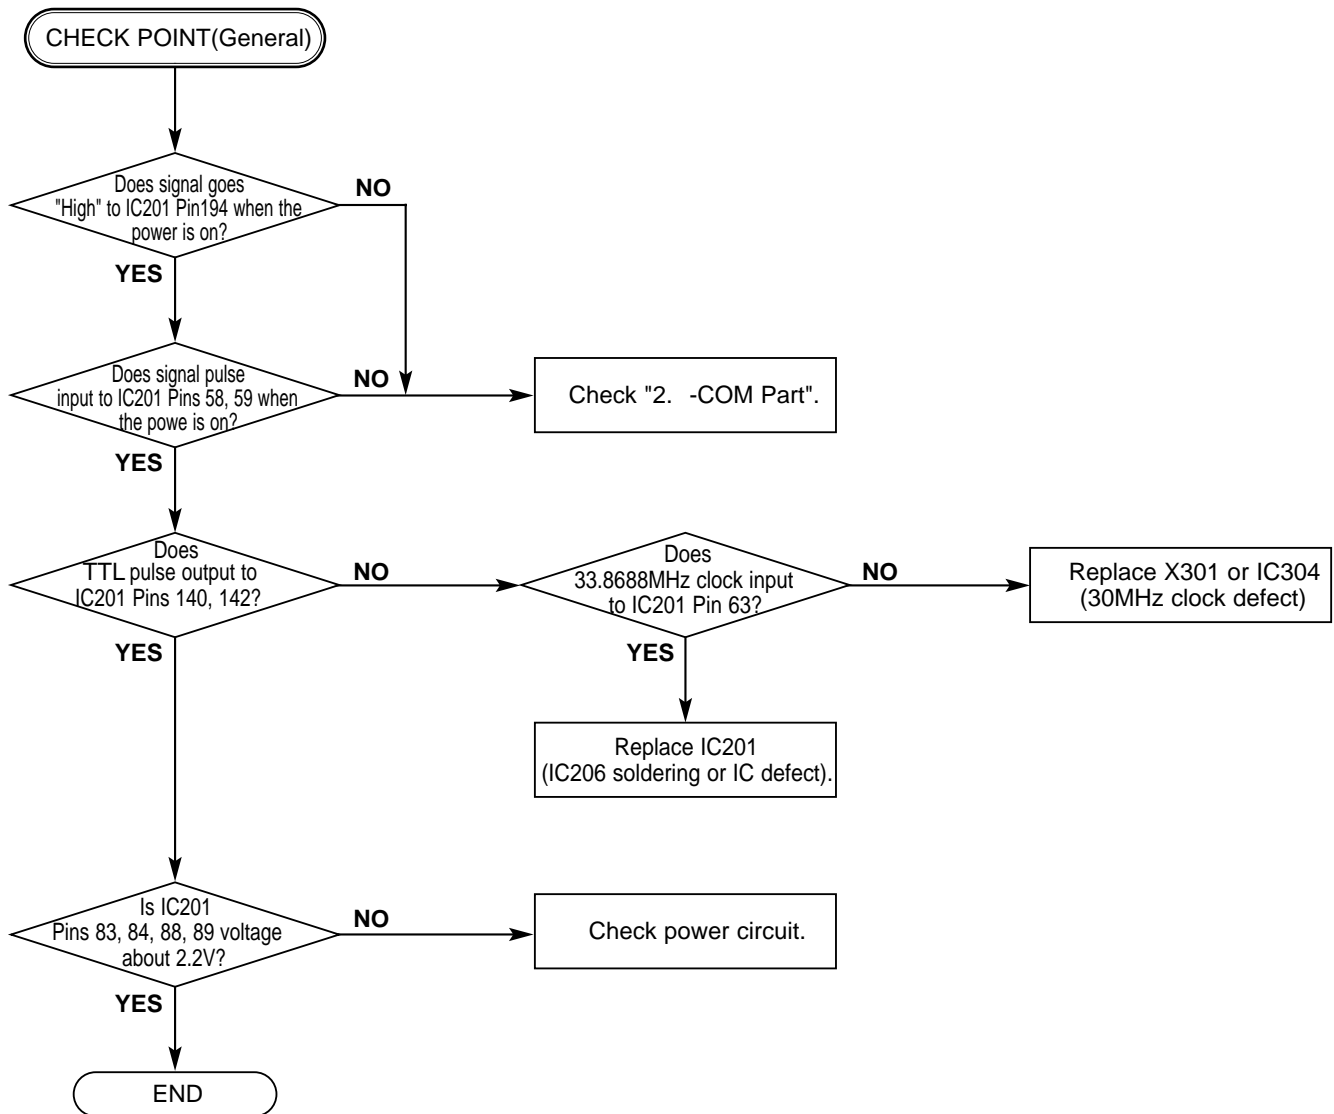 CHECK POINT(General)
Does signal goes
"High" to IC201 Pin194 when the
power is on?
NO
YES
Does signal pulse
input to IC201 Pins 58, 59 when
the powe is on?
NO
Check "2.   -COM Part".
YES
Does
TTL pulse output to
IC201 Pins 140, 142?
NO
Does
33.8688MHz clock input
to IC201 Pin 63?
NO
Replace X301 or IC304
(30MHz clock defect)
YES
YES
Replace IC201
(IC206 soldering or IC defect).
Is IC201
Pins 83, 84, 88, 89 voltage
about 2.2V?
NO
Check power circuit.
YES
END